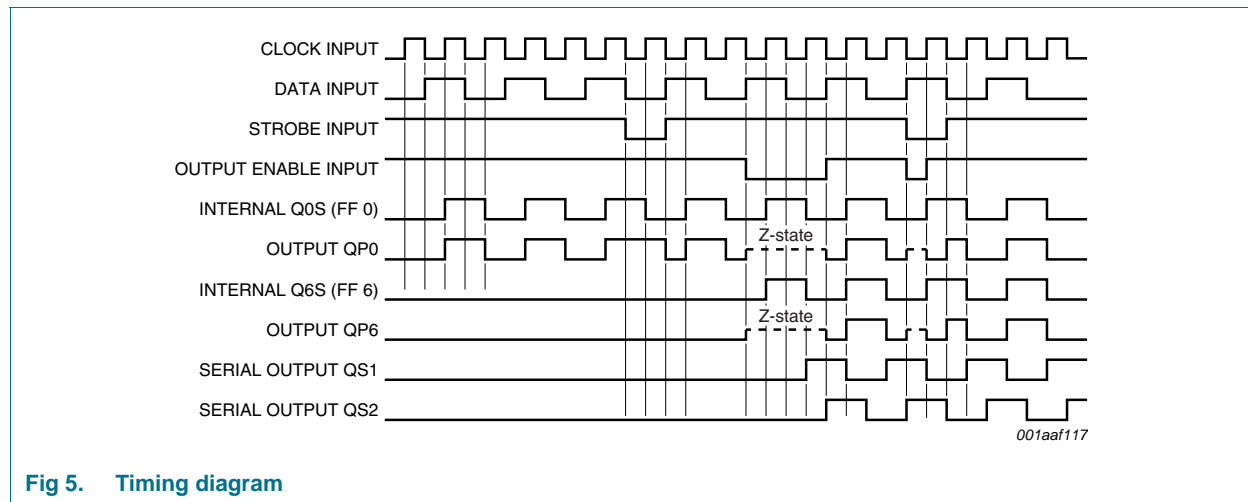 CLOCK INPUT
DATA INPUT
STROBE INPUT
OUTPUT ENABLE INPUT
INTERNAL Q0S (FF 0)
Z-state
OUTPUT QP0
INTERNAL Q6S (FF 6)
Z-state
OUTPUT QP6
SERIAL OUTPUT QS1
SERIAL OUTPUT QS2
001aaf117
Fig 5. Timing diagram